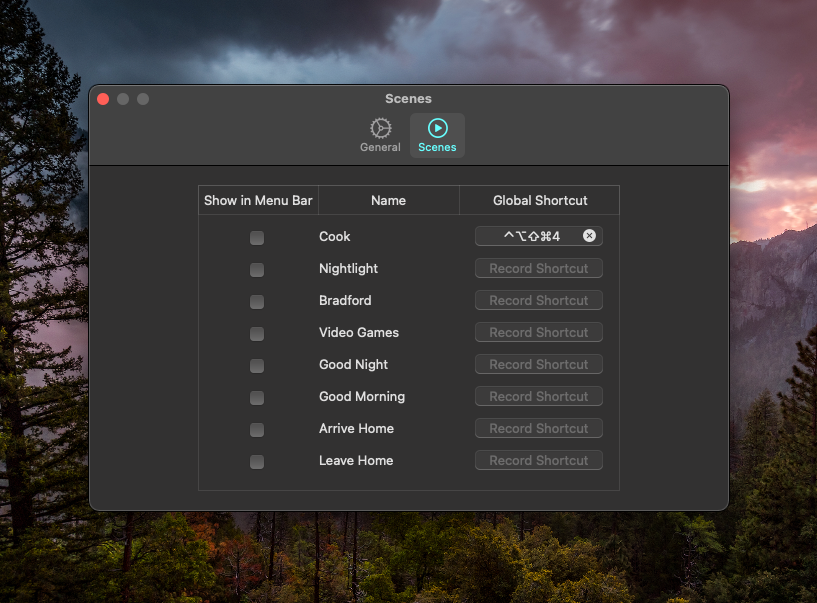 Scenes
General Scenes
Show in Menu Bar Name Global Shortcut
Cook ⌃⌥⇧⌘4
Nightlight Record Shortcut
Bradford Record Shortcut
Video Games Record Shortcut
Good Night Record Shortcut
Good Morning Record Shortcut
Arrive Home Record Shortcut
Leave Home Record Shortcut